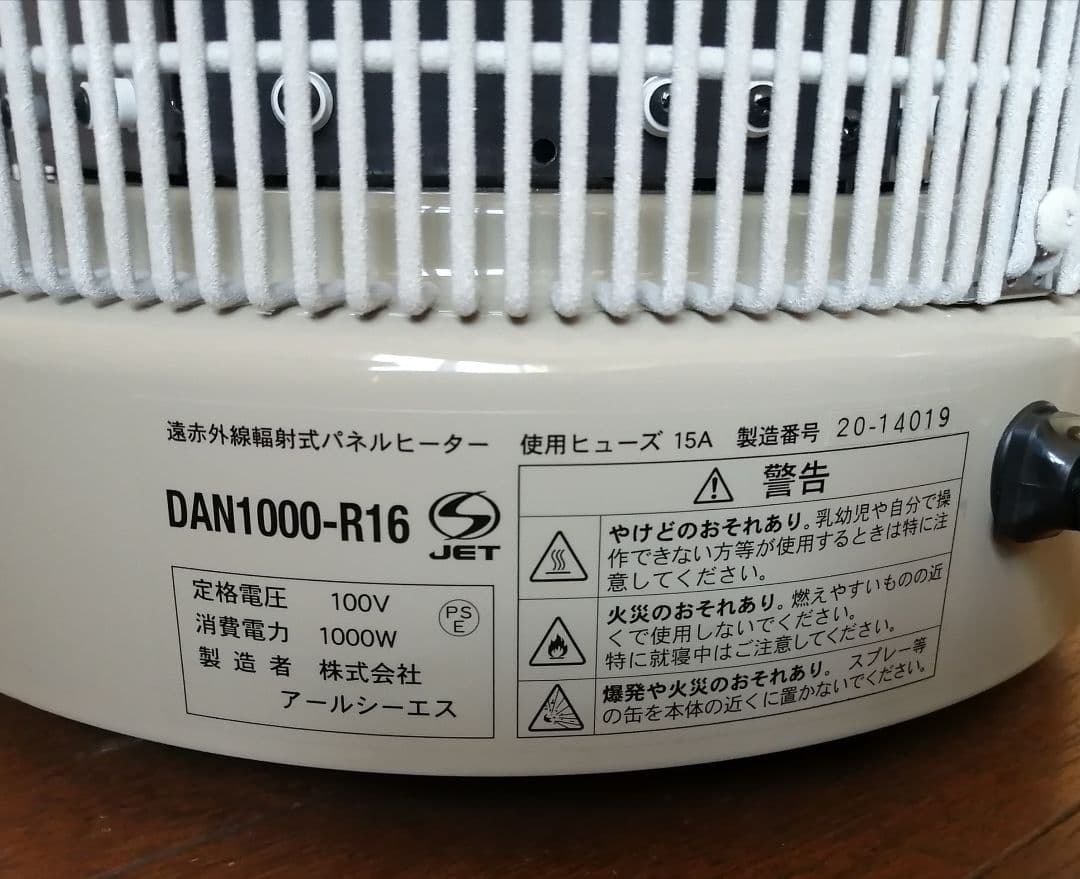 遠赤外線輻射式パネルヒーター 使用ヒューズ 15A 製造番号 20-14019
DAN1000-R16
JET
定格電圧 100V
消費電力 1000W
製造者 株式会社
アールシーエス
PS
E
警告
やけどのおそれあり。乳幼児や自分で操
作できない方等が使用するときは特に注
意してください。
火災のおそれあり。燃えやすいものの近
くで使用しないでください。
特に就寝中はご注意してください。
爆発や火災のおそれあり。 スプレー等
の缶を本体の近くに置かないでください。